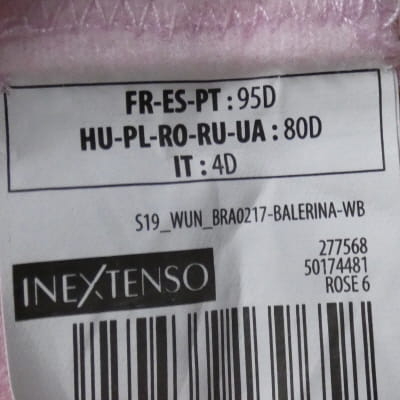 FR-ES-PT : 95D
HU-PL-RO-RU-UA : 80D
IT : 4D
S19_WUN_BRA0217-BALERINA-WB
277568
50174481
ROSE 6
INEXTENSO